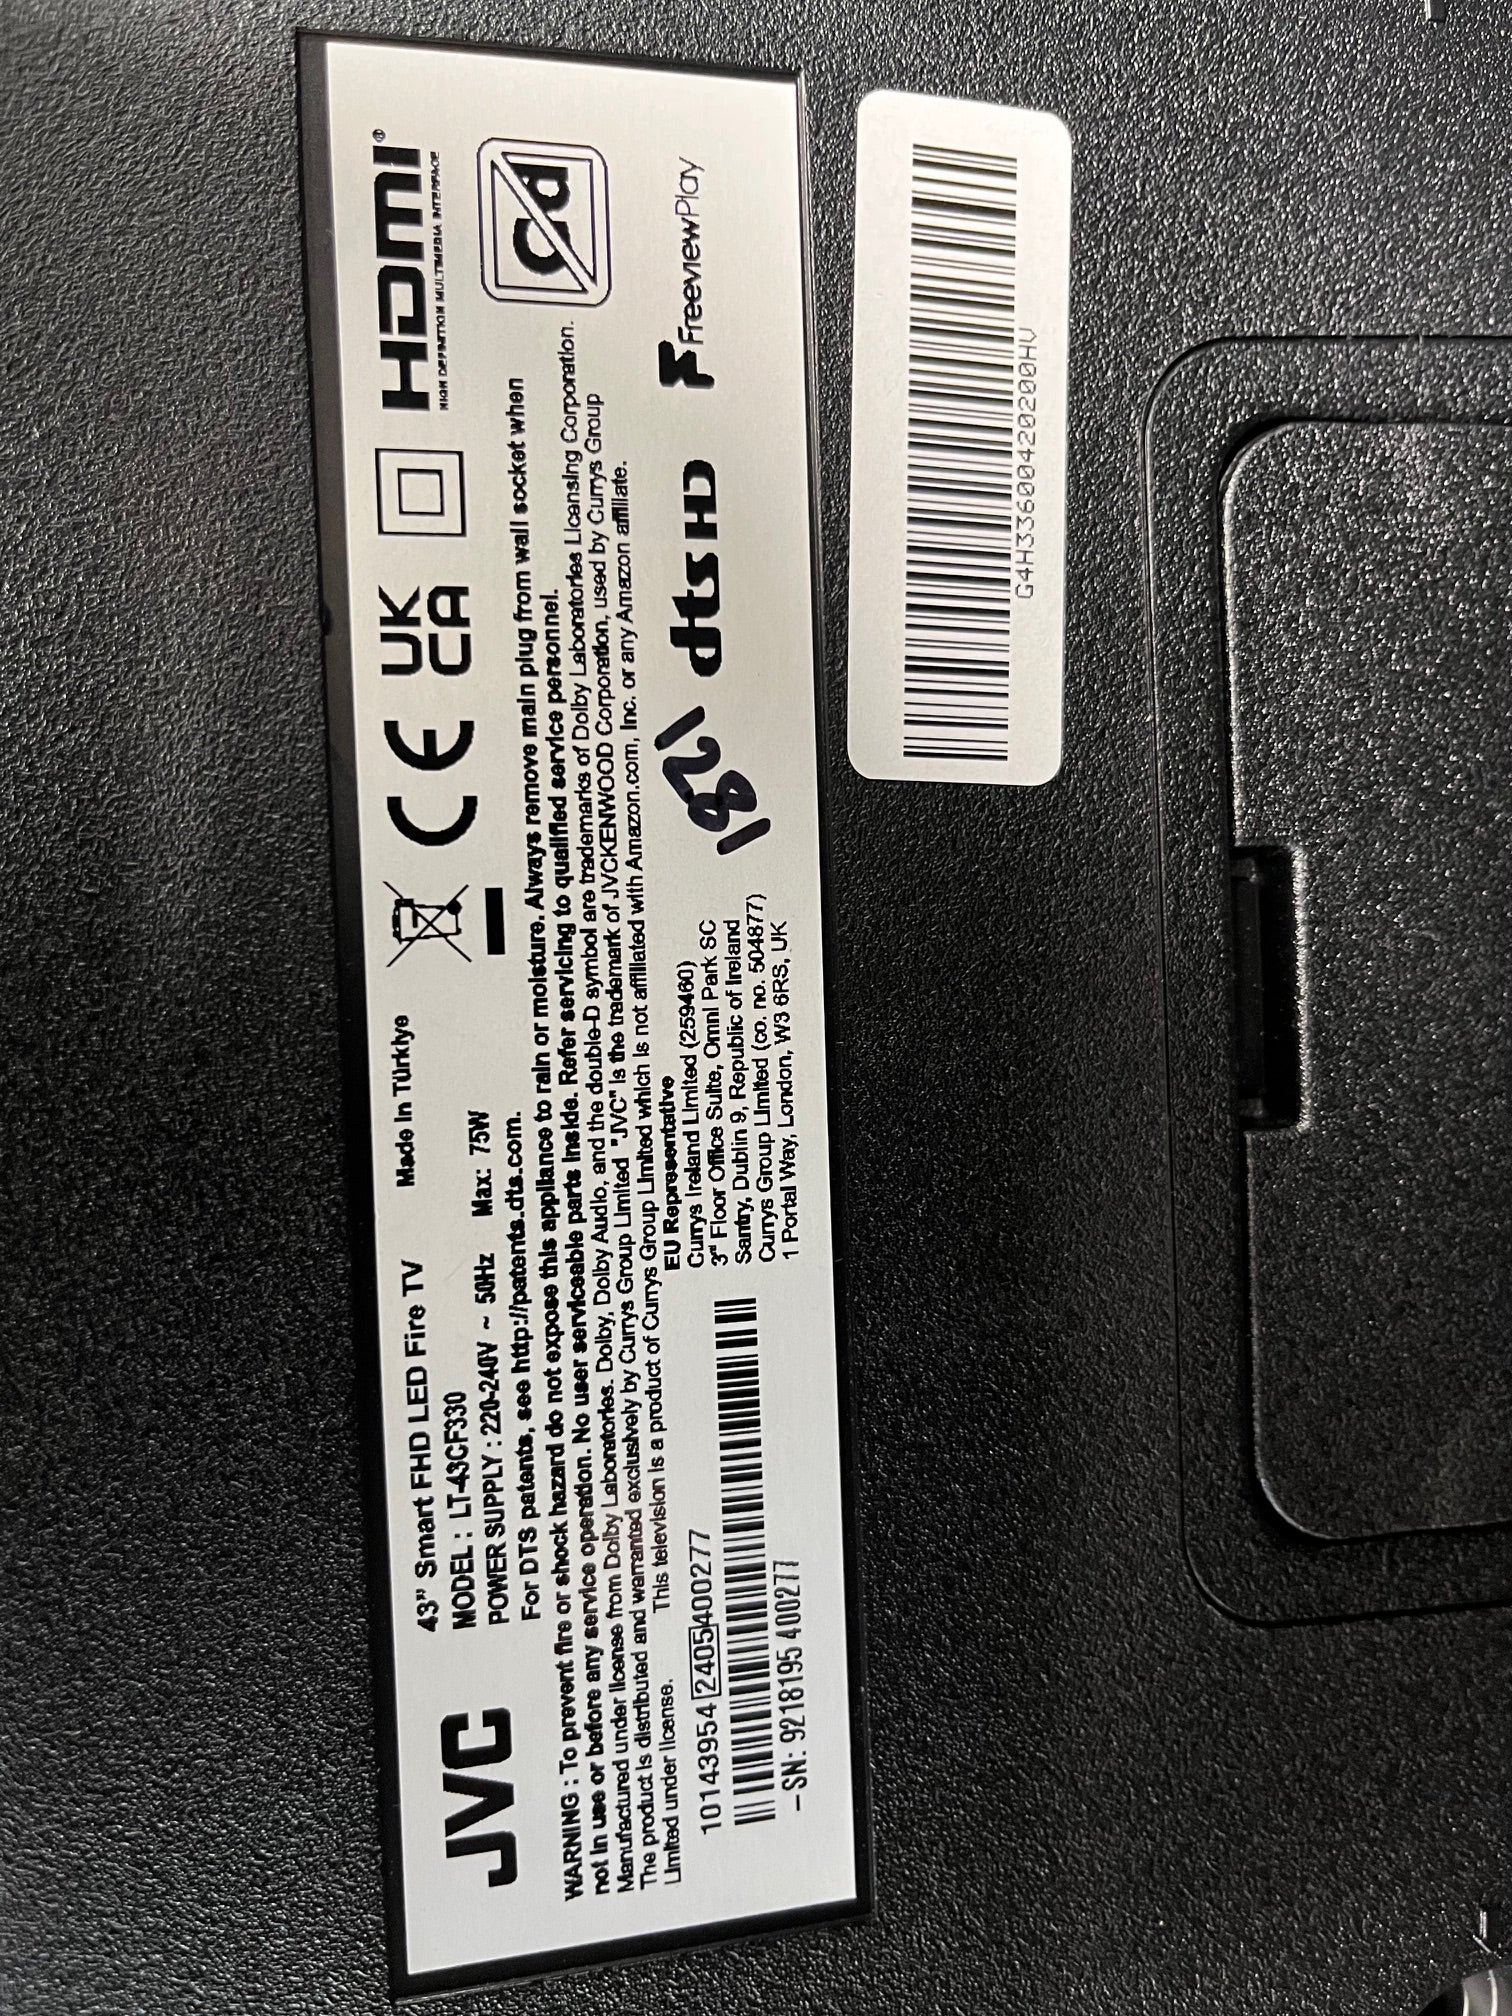 JVC
43" Smart FHD LED Fire TV
MODEL : LT-43CF330
POWER SUPPLY : 220-240V ~ 50Hz Max: 75W
Made in Türkiye
CE
UK
CA
HDMI®
HIGH DEFINITION MULTIMEDIA INTERFACE
For DTS patents, see http://patents.dts.com.
WARNING : To prevent fire or shock hazard do not expose this appliance to rain or moisture. Always remove main plug from wall socket when
not in use or before any service operation. No user serviceable parts inside. Refer servicing to qualified service personnel.
Manufactured under license from Dolby Laboratories. Dolby, Dolby Audio, and the double-D symbol are trademarks of Dolby Laboratories Licensing Corporation.
The product is distributed and warranted exclusively by Currys Group Limited "JVC" is the trademark of JVCKENWOOD Corporation, used by Currys Group
Limited under license.
This television is a product of Currys Group Limited which is not affiliated with Amazon.com, Inc. or any Amazon affiliate.
Cd
10143954 2405400277
-SN: 9218195 400277
EU Representative
Currys Ireland Limited (259460)
3rd Floor Office Suite, Omni Park SC
Santry, Dublin 9, Republic of Ireland
Currys Group Limited (co. no. 504877)
1 Portal Way, London, W3 6RS, UK
1821
dts HD
FreeviewPlay
G4H33600420200HV